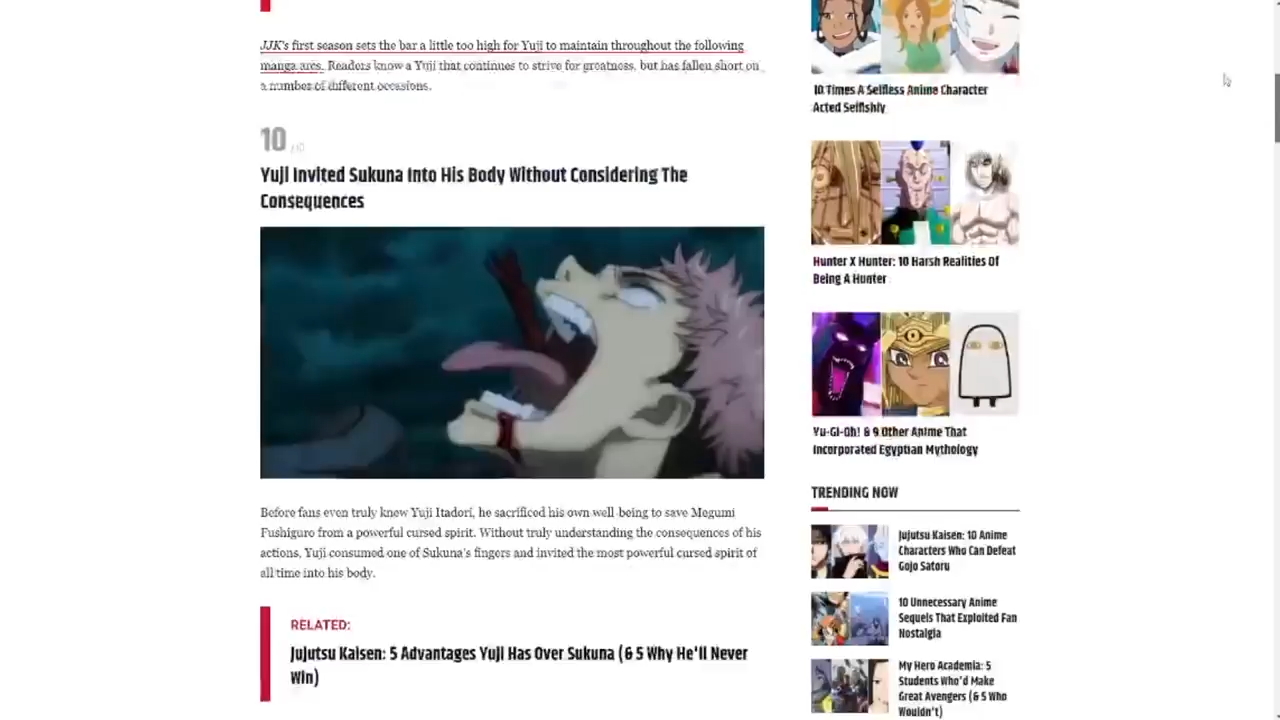 JJK's first season sets the bar a little too high for Yuji to maintain throughout the following
manga arcs. Readers know a Yuji that continues to strive for greatness, but has fallen short on
a number of different occasions.
10 /10
Yuji Invited Sukuna Into His Body Without Considering The
Consequences
Before fans even truly knew Yuji Itadori, he sacrificed his own well-being to save Megumi
Fushiguro from a powerful cursed spirit. Without truly understanding the consequences of his
actions, Yuji consumed one of Sukuna's fingers and invited the most powerful cursed spirit of
all time into his body.
RELATED:
Jujutsu Kaisen: 5 Advantages Yuji Has Over Sukuna (& 5 Why He'll Never
Win)
10 Times A Selfless Anime Character
Acted Selfishly
Hunter X Hunter: 10 Harsh Realities Of
Being A Hunter
Yu-Gi-Oh! & 9 Other Anime That
Incorporated Egyptian Mythology
TRENDING NOW
Jujutsu Kaisen: 10 Anime
Characters Who Can Defeat
Gojo Satoru
10 Unnecessary Anime
Sequels That Exploited Fan
Nostalgia
My Hero Academia: 5
Students Who'd Make
Great Avengers (& 5 Who
Wouldn't)